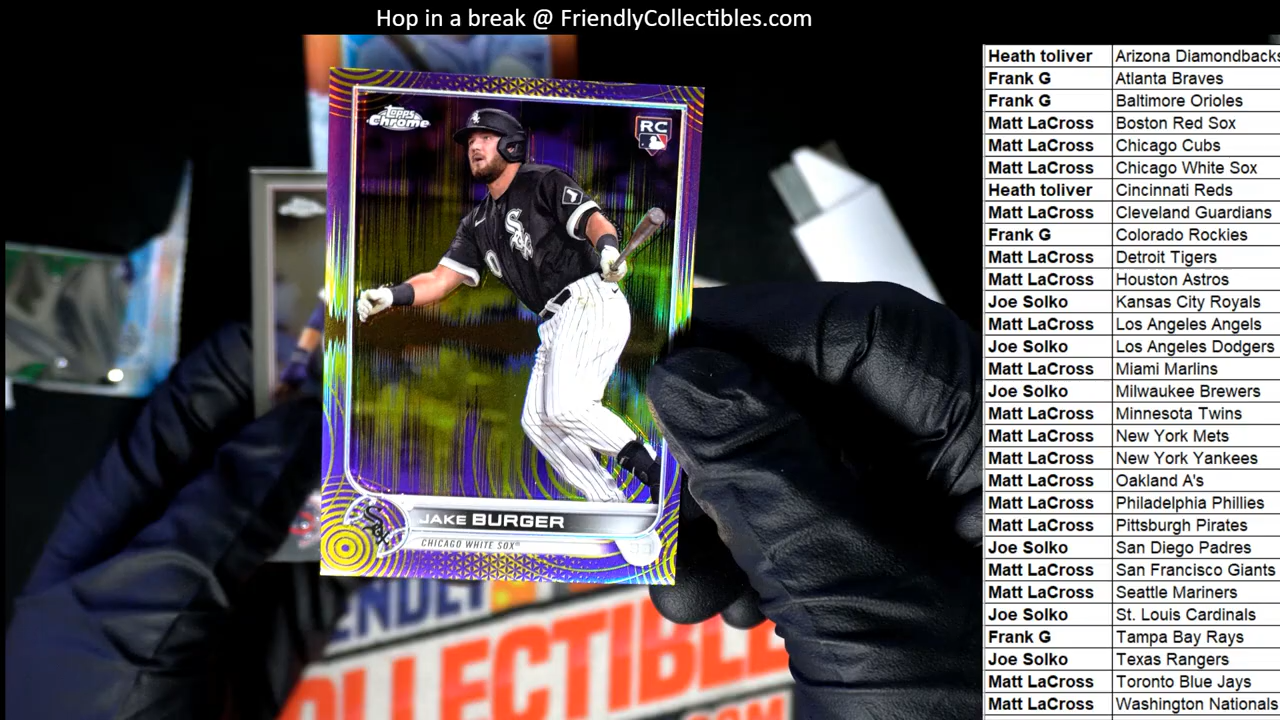 Hop in a break @ FriendlyCollectibles.com
Heath toliver Arizona Diamondbacks
Frank G Atlanta Braves
Frank G Baltimore Orioles
Matt LaCross Boston Red Sox
Matt LaCross Chicago Cubs
Matt LaCross Chicago White Sox
Heath toliver Cincinnati Reds
Matt LaCross Cleveland Guardians
Frank G Colorado Rockies
Matt LaCross Detroit Tigers
Matt LaCross Houston Astros
Joe Solko Kansas City Royals
Matt LaCross Los Angeles Angels
Joe Solko Los Angeles Dodgers
Matt LaCross Miami Marlins
Joe Solko Milwaukee Brewers
Matt LaCross Minnesota Twins
Matt LaCross New York Mets
Matt LaCross New York Yankees
Matt LaCross Oakland A's
Matt LaCross Philadelphia Phillies
Matt LaCross Pittsburgh Pirates
Joe Solko San Diego Padres
Matt LaCross San Francisco Giants
Matt LaCross Seattle Mariners
Joe Solko St. Louis Cardinals
Frank G Tampa Bay Rays
Joe Solko Texas Rangers
Matt LaCross Toronto Blue Jays
Matt LaCross Washington Nationals
Topps
Chrome
RC
Sox
JAKE BURGER
CHICAGO WHITE SOX